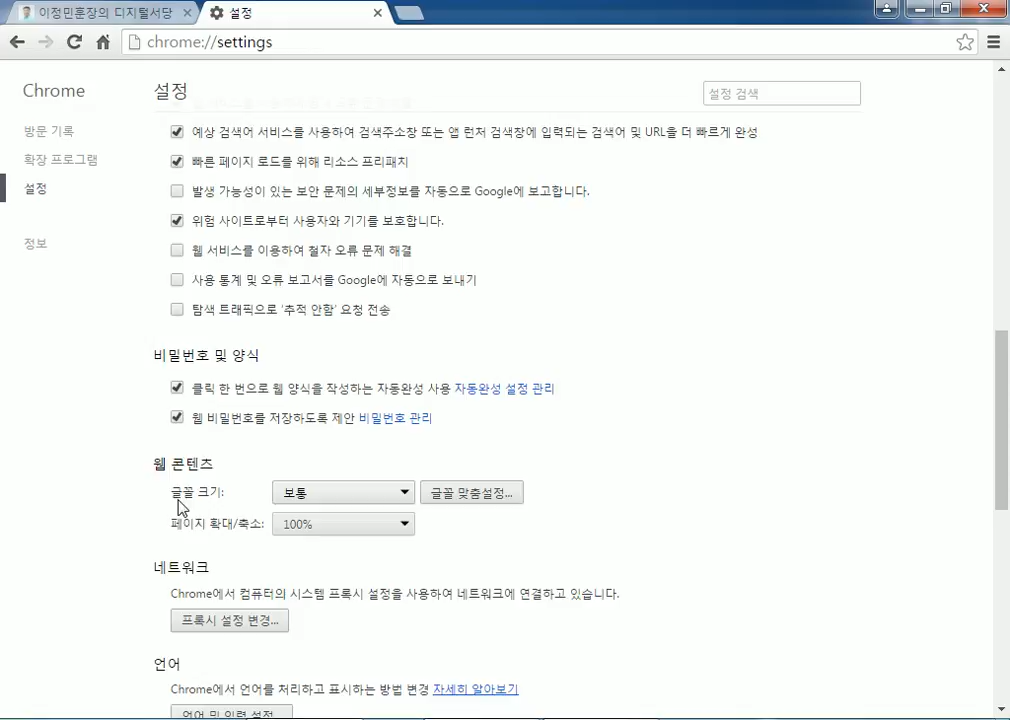 이정민훈장의 디지털서당
설정
chrome://settings
Chrome
설정
설정 검색
방문 기록
확장 프로그램
설정
정보
예상 검색어 서비스를 사용하여 검색주소창 또는 앱 런처 검색창에 입력되는 검색어 및 URL을 더 빠르게 완성
빠른 페이지 로드를 위해 리소스 프리패치
발생 가능성이 있는 보안 문제의 세부정보를 자동으로 Google에 보고합니다.
위험 사이트로부터 사용자와 기기를 보호합니다.
웹 서비스를 이용하여 철자 오류 문제 해결
사용 통계 및 오류 보고서를 Google에 자동으로 보내기
탐색 트래픽으로 '추적 안함' 요청 전송
비밀번호 및 양식
클릭 한 번으로 웹 양식을 작성하는 자동완성 사용 자동완성 설정 관리
웹 비밀번호를 저장하도록 제안 비밀번호 관리
웹 콘텐츠
글꼴 크기: 보통 글꼴 맞춤설정...
페이지 확대/축소: 100%
네트워크
Chrome에서 컴퓨터의 시스템 프록시 설정을 사용하여 네트워크에 연결하고 있습니다.
프록시 설정 변경...
언어
Chrome에서 언어를 처리하고 표시하는 방법 변경 자세히 알아보기
언어 및 입력 설정...